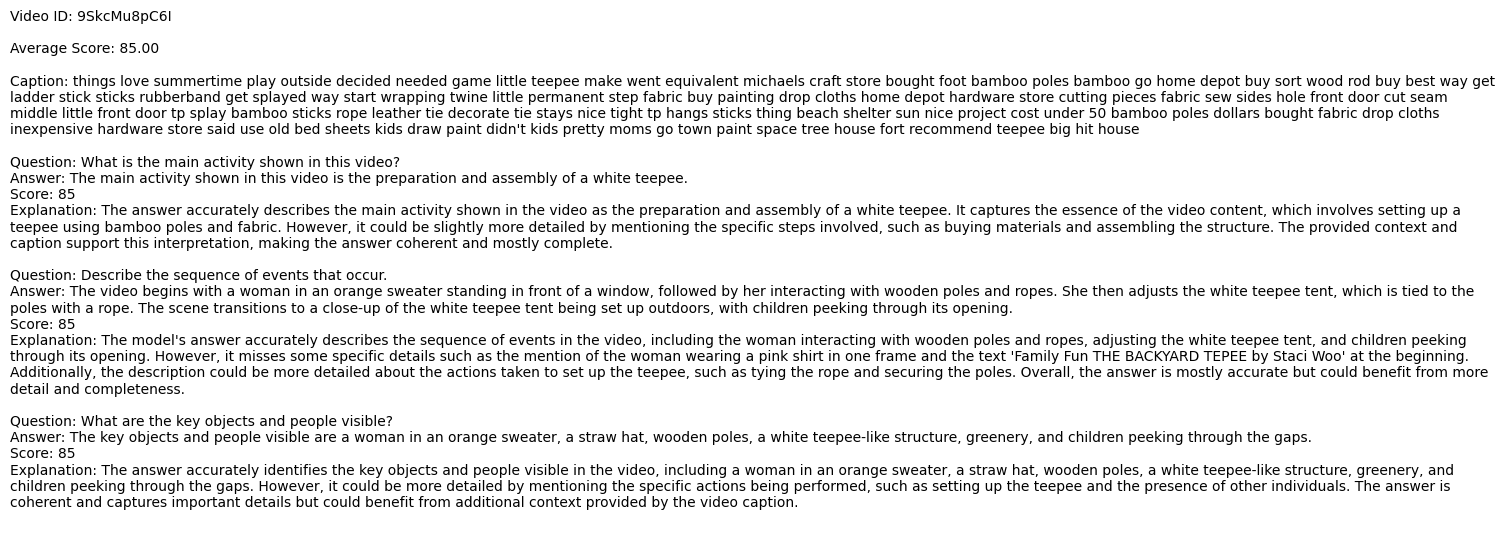 Video ID: 9SkcMu8pC6I
Average Score: 85.00
Caption: things love summertime play outside decided needed game little teepee make went equivalent michaels craft store bought foot bamboo poles bamboo go home depot buy sort wood rod buy best way get
ladder stick sticks rubberband get splayed way start wrapping twine little permanent step fabric buy painting drop cloths home depot hardware store cutting pieces fabric sew sides hole front door cut seam
middle little front door tp splay bamboo sticks rope leather tie decorate tie stays nice tight tp hangs sticks thing beach shelter sun nice project cost under 50 bamboo poles dollars bought fabric drop cloths
inexpensive hardware store said use old bed sheets kids draw paint didn't kids pretty moms go town paint space tree house fort recommend teepee big hit house
Question: What is the main activity shown in this video?
Answer: The main activity shown in this video is the preparation and assembly of a white teepee.
Score: 85
Explanation: The answer accurately describes the main activity shown in the video as the preparation and assembly of a white teepee. It captures the essence of the video content, which involves setting up a
teepee using bamboo poles and fabric. However, it could be slightly more detailed by mentioning the specific steps involved, such as buying materials and assembling the structure. The provided context and
caption support this interpretation, making the answer coherent and mostly complete.
Question: Describe the sequence of events that occur.
Answer: The video begins with a woman in an orange sweater standing in front of a window, followed by her interacting with wooden poles and ropes. She then adjusts the white teepee tent, which is tied to the
poles with a rope. The scene transitions to a close-up of the white teepee tent being set up outdoors, with children peeking through its opening.
Score: 85
Explanation: The model's answer accurately describes the sequence of events in the video, including the woman interacting with wooden poles and ropes, adjusting the white teepee tent, and children peeking
through its opening. However, it misses some specific details such as the mention of the woman wearing a pink shirt in one frame and the text 'Family Fun THE BACKYARD TEPEE by Staci Woo' at the beginning.
Additionally, the description could be more detailed about the actions taken to set up the teepee, such as tying the rope and securing the poles. Overall, the answer is mostly accurate but could benefit from more
detail and completeness.
Question: What are the key objects and people visible?
Answer: The key objects and people visible are a woman in an orange sweater, a straw hat, wooden poles, a white teepee-like structure, greenery, and children peeking through the gaps.
Score: 85
Explanation: The answer accurately identifies the key objects and people visible in the video, including a woman in an orange sweater, a straw hat, wooden poles, a white teepee-like structure, greenery, and
children peeking through the gaps. However, it could be more detailed by mentioning the specific actions being performed, such as setting up the teepee and the presence of other individuals. The answer is
coherent and captures important details but could benefit from additional context provided by the video caption.